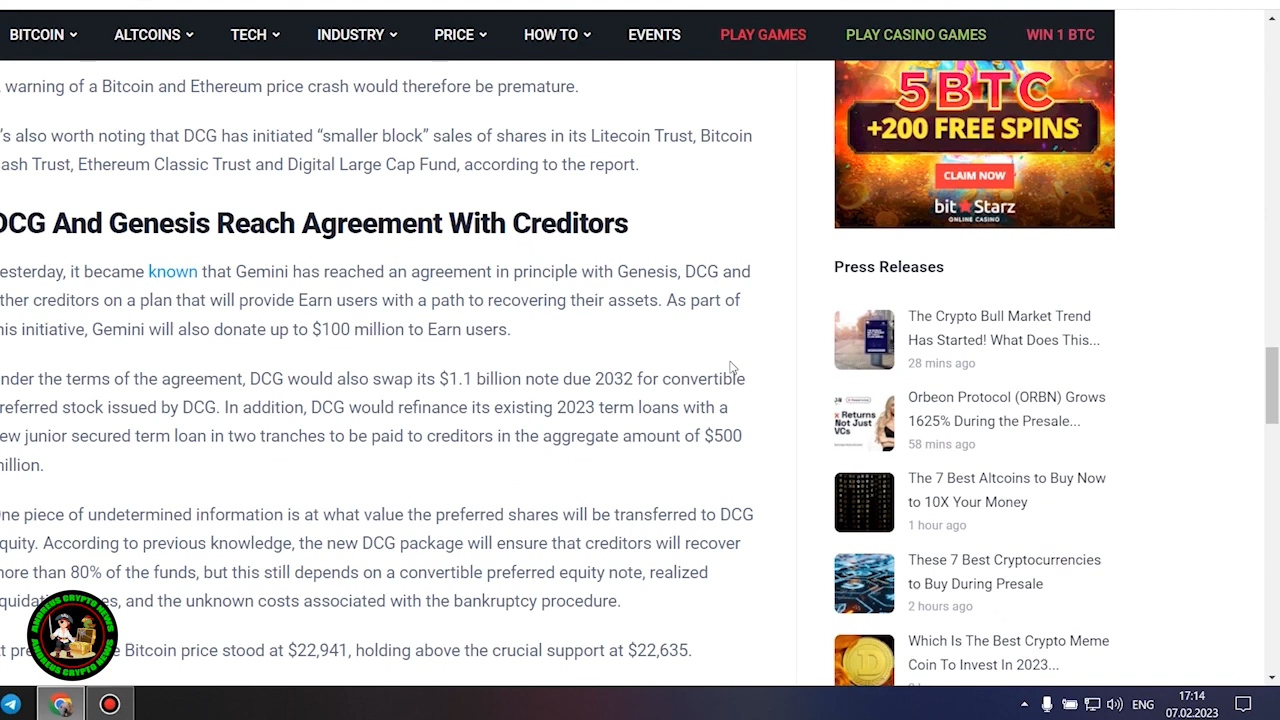 BITCOIN ALTCOINS TECH INDUSTRY PRICE HOW TO EVENTS PLAY GAMES PLAY CASINO GAMES WIN 1 BTC
warning of a Bitcoin and Ethereum price crash would therefore be premature.
's also worth noting that DCG has initiated “smaller block” sales of shares in its Litecoin Trust, Bitcoin
ash Trust, Ethereum Classic Trust and Digital Large Cap Fund, according to the report.
DCG And Genesis Reach Agreement With Creditors
esterday, it became known that Gemini has reached an agreement in principle with Genesis, DCG and
ther creditors on a plan that will provide Earn users with a path to recovering their assets. As part of
his initiative, Gemini will also donate up to $100 million to Earn users.
nder the terms of the agreement, DCG would also swap its $1.1 billion note due 2032 for convertible
referred stock issued by DCG. In addition, DCG would refinance its existing 2023 term loans with a
ew junior secured term loan in two tranches to be paid to creditors in the aggregate amount of $500
illion.
ne piece of undetermined information is at what value the preferred shares will be transferred to DCG
quity. According to previous knowledge, the new DCG package will ensure that creditors will recover
ore than 80% of the funds, but this still depends on a convertible preferred equity note, realized
quidat es, and the unknown costs associated with the bankruptcy procedure.
t pre e Bitcoin price stood at $22,941, holding above the crucial support at $22,635.
ANDREUS CRYPTO NEWS
ANDREUS CRYPTO NEWS
5BTC
+200 FREE SPINS
CLAIM NOW
bitStarz
ONLINE CASINO
Press Releases
The Crypto Bull Market Trend
Has Started! What Does This...
28 mins ago
x Returns
Not Just
VCs
Orbeon Protocol (ORBN) Grows
1625% During the Presale...
58 mins ago
The 7 Best Altcoins to Buy Now
to 10X Your Money
1 hour ago
These 7 Best Cryptocurrencies
to Buy During Presale
2 hours ago
Which Is The Best Crypto Meme
Coin To Invest In 2023...
ENG
17:14
07.02.2023